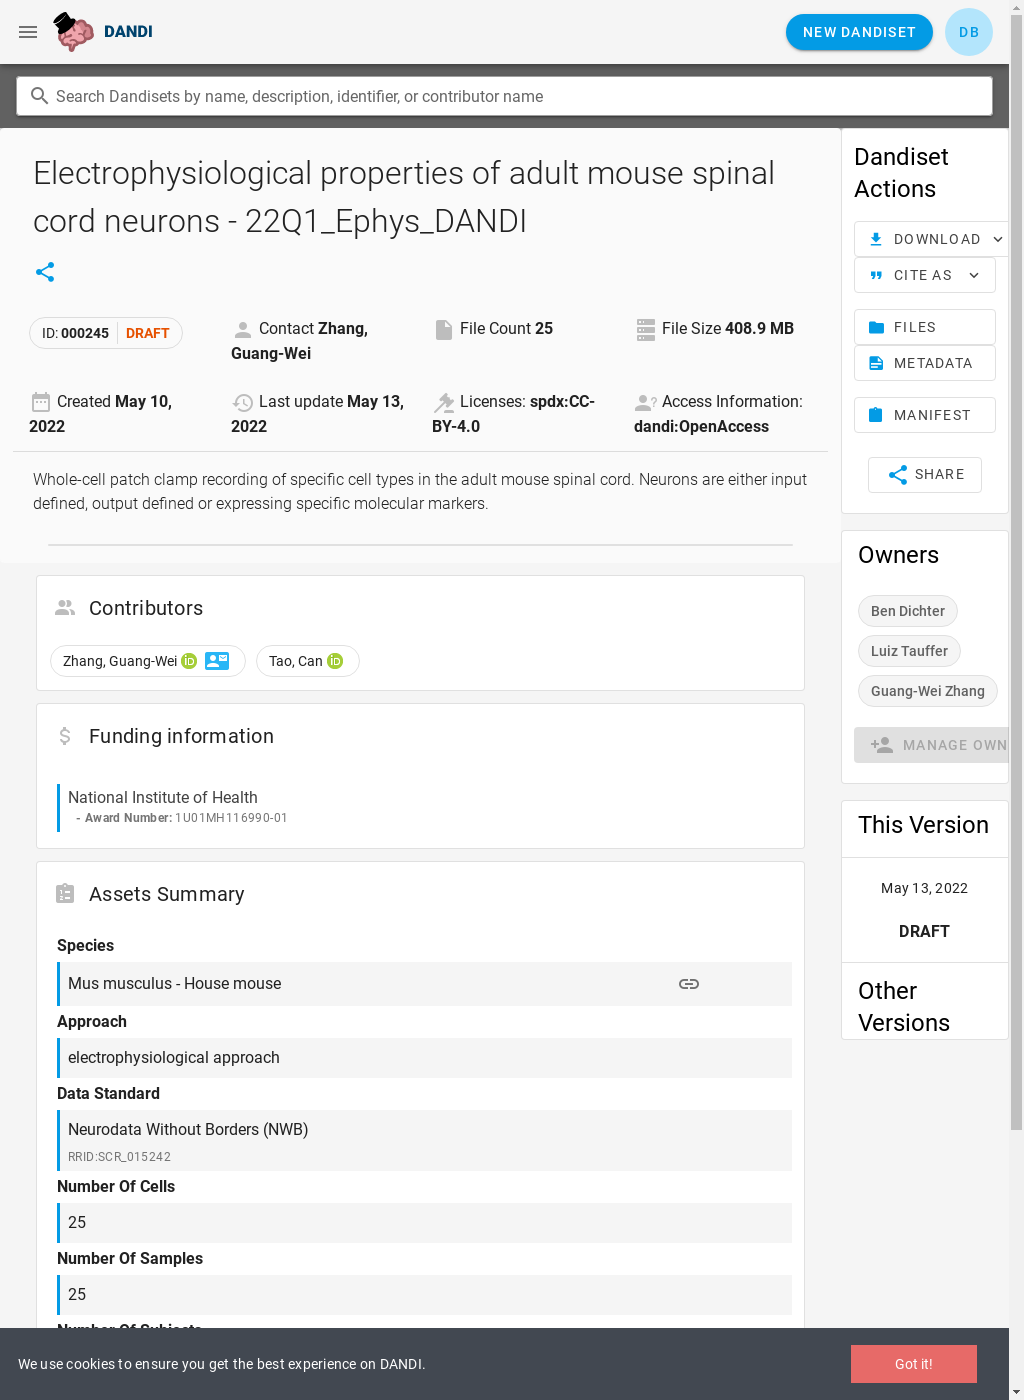 DANDI
NEW DANDISET
DB
Search Dandisets by name, description, identifier, or contributor name
Electrophysiological properties of adult mouse spinal
cord neurons - 22Q1_Ephys_DANDI
ID: 000245 DRAFT
Contact Zhang,
Guang-Wei
File Count 25
File Size 408.9 MB
Created May 10,
2022
Last update May 13,
2022
Licenses: spdx:CC-
BY-4.0
Access Information:
dandi:OpenAccess
Whole-cell patch clamp recording of specific cell types in the adult mouse spinal cord. Neurons are either input
defined, output defined or expressing specific molecular markers.
Contributors
Zhang, Guang-Wei iD
Tao, Can iD
Funding information
National Institute of Health
- Award Number: 1U01MH116990-01
Assets Summary
Species
Mus musculus - House mouse
Approach
electrophysiological approach
Data Standard
Neurodata Without Borders (NWB)
RRID:SCR_015242
Number Of Cells
25
Number Of Samples
25
Dandiset
Actions
DOWNLOAD
CITE AS
FILES
METADATA
MANIFEST
SHARE
Owners
Ben Dichter
Luiz Tauffer
Guang-Wei Zhang
MANAGE OWN
This Version
May 13, 2022
DRAFT
Other
Versions
We use cookies to ensure you get the best experience on DANDI.
Got it!